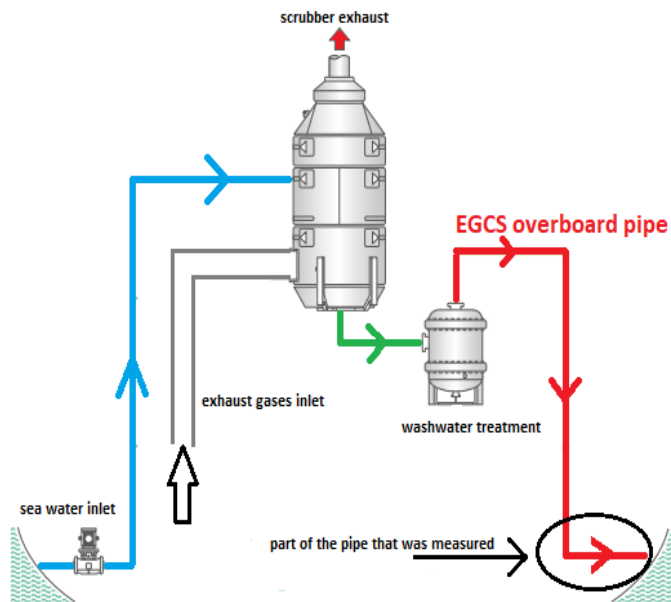 scrubber exhaust
EGCS overboard pipe
exhaust gases inlet
washwater treatment
sea water inlet
part of the pipe that was measured